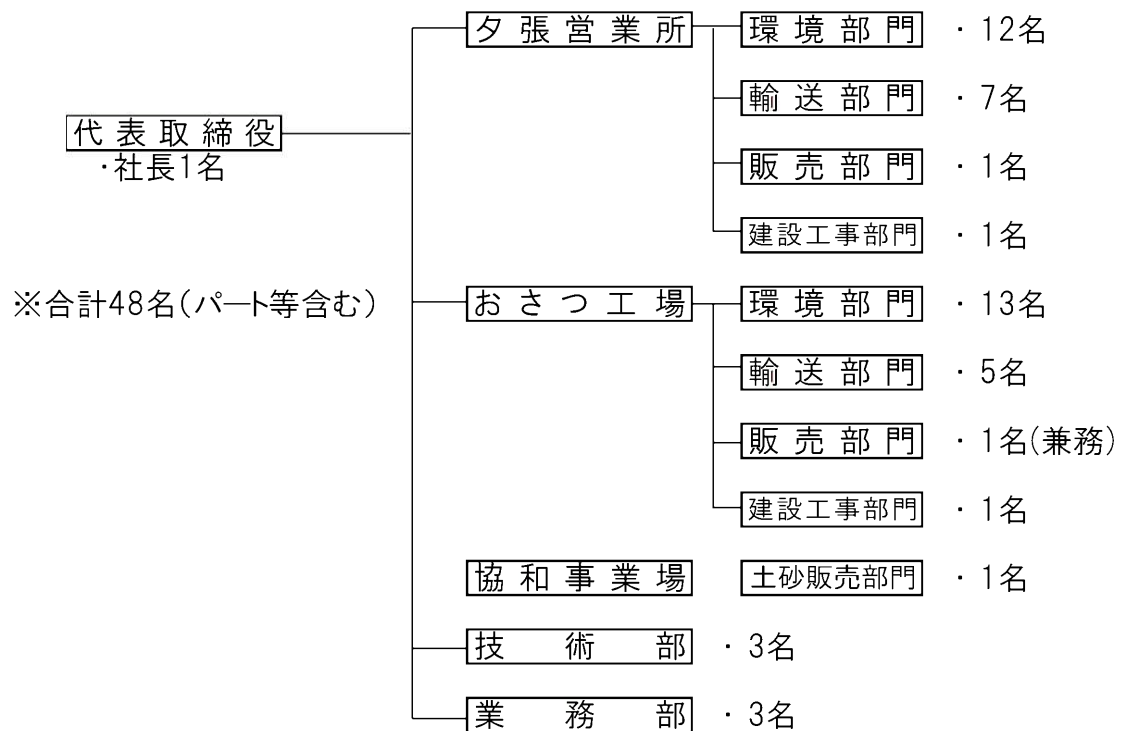 夕張営業所 環境部門 ・12名
輸送部門 ・7名
代表取締役
・社長1名
販売部門 ・1名
建設工事部門 ・1名
※合計48名(パート等含む)
おさつ工場 環境部門 ・13名
輸送部門 ・5名
販売部門 ・1名(兼務)
建設工事部門 ・1名
協和事業場 土砂販売部門 ・1名
技術部 ・3名
業務部 ・3名